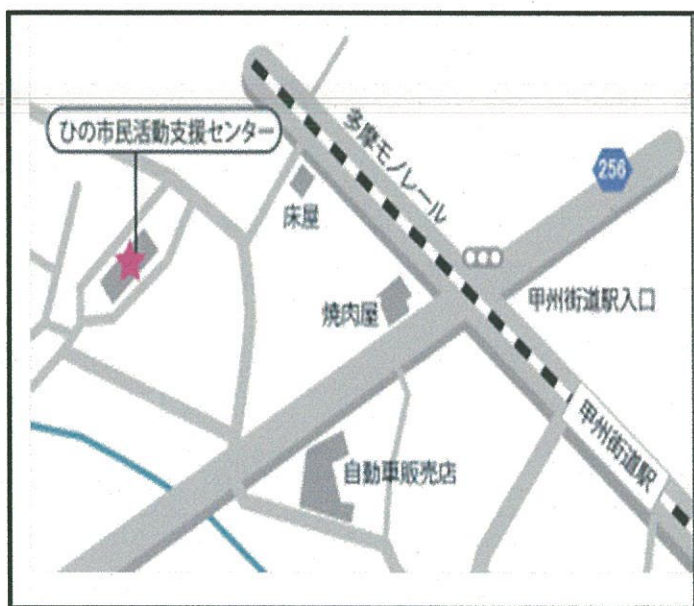 ひの市民活動支援センター
多摩モノレール
256
床屋
焼肉屋
甲州街道駅入口
甲州街道駅
自動車販売店